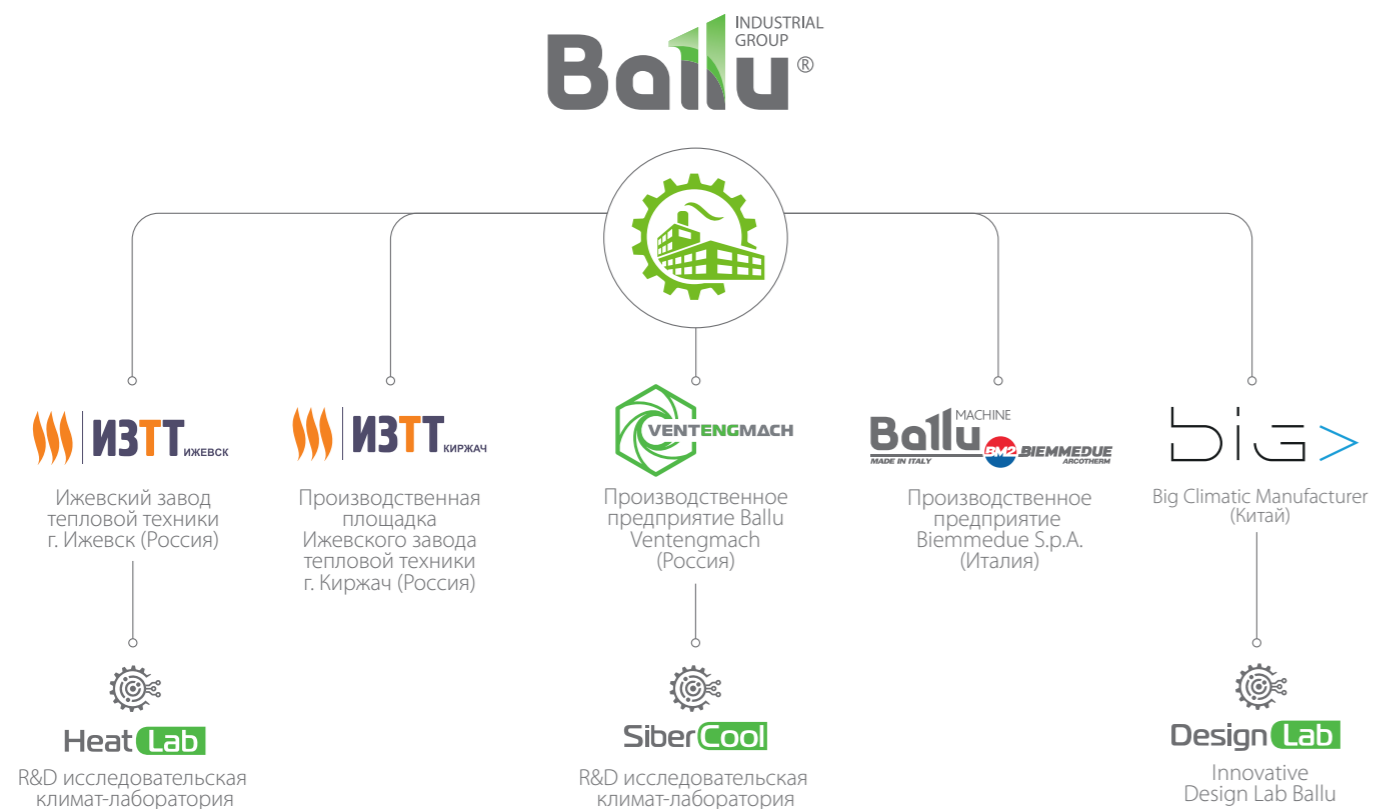 INDUSTRIAL
GROUP
Ballu®
ИЗТТ ИЖЕВСК
Ижевский завод
тепловой техники
г. Ижевск (Россия)
ИЗТТ КИРЖАЧ
Производственная
площадка
Ижевского завода
тепловой техники
г. Киржач (Россия)
VENTENGMACH
Производственное
предприятие Ballu
Ventengmach
(Россия)
Ballu MACHINE
MADE IN ITALY
BM2 BIEMMEDUE
ARCOTHERM
Производственное
предприятие
Biemmedue S.p.A.
(Италия)
BIG>
Big Climatic Manufacturer
(Китай)
Heat Lab
R&D исследовательская
климат-лаборатория
SiberCool
R&D исследовательская
климат-лаборатория
Design Lab
Innovative
Design Lab Ballu